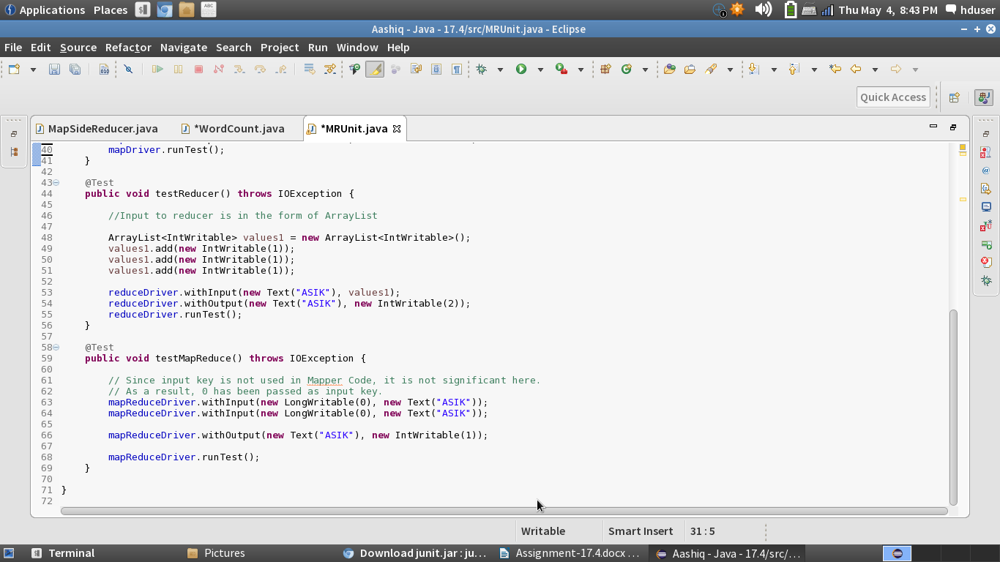 Applications Places ABC Thu May 4, 8:43 PM hduser
Aashiq - Java - 17.4/src/MRUnit.java - Eclipse
File Edit Source Refactor Navigate Search Project Run Window Help
Quick Access
MapSideReducer.java *WordCount.java *MRUnit.java
40 mapDriver.runTest();
41 }
42
43 @Test
44 public void testReducer() throws IOException {
45
46 //Input to reducer is in the form of ArrayList
47
48 ArrayList<IntWritable> values1 = new ArrayList<IntWritable>();
49 values1.add(new IntWritable(1));
50 values1.add(new IntWritable(1));
51 values1.add(new IntWritable(1));
52
53 reduceDriver.withInput(new Text("ASIK"), values1);
54 reduceDriver.withOutput(new Text("ASIK"), new IntWritable(2));
55 reduceDriver.runTest();
56 }
57
58 @Test
59 public void testMapReduce() throws IOException {
60
61 // Since input key is not used in Mapper Code, it is not significant here.
62 // As a result, 0 has been passed as input key.
63 mapReduceDriver.withInput(new LongWritable(0), new Text("ASIK"));
64 mapReduceDriver.withInput(new LongWritable(0), new Text("ASIK"));
65
66 mapReduceDriver.withOutput(new Text("ASIK"), new IntWritable(1));
67
68 mapReduceDriver.runTest();
69 }
70
71 }
72
Writable Smart Insert 31 : 5
Terminal Pictures Download junit.jar : ju... Assignment-17.4.docx ... Aashiq - Java - 17.4/src/...